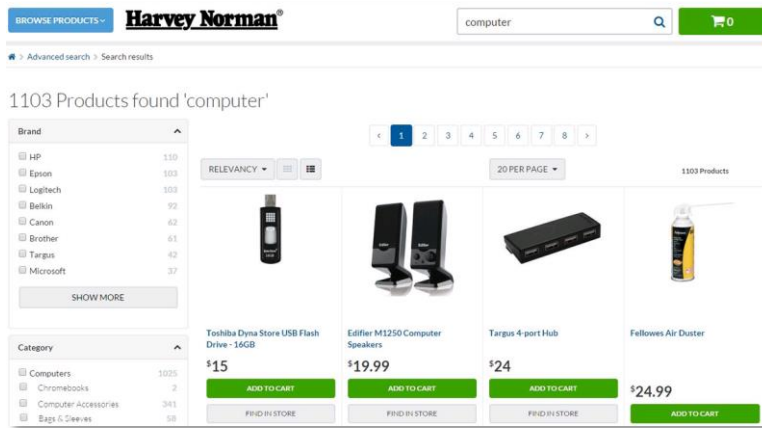 BROWSE PRODUCTS
Harvey Norman®
computer
0
> Advanced search > Search results
1103 Products found 'computer'
Brand
HP 110
Epson 103
Logitech 103
Belkin 92
Canon 62
Brother 61
Targus 42
Microsoft 37
SHOW MORE
Category
Computers 1025
Chromebooks 2
Computer Accessories 341
Bags & Sleeves 58
< 1 2 3 4 5 6 7 8 >
RELEVANCY
20 PER PAGE
1103 Products
Toshiba Dyna Store USB Flash
Drive - 16GB
$15
ADD TO CART
FIND IN STORE
Edifier
Edifier M1250 Computer
Speakers
$19.99
ADD TO CART
FIND IN STORE
Targus 4-port Hub
$24
ADD TO CART
FIND IN STORE
Fellowes Air Duster
$24.99
ADD TO CART